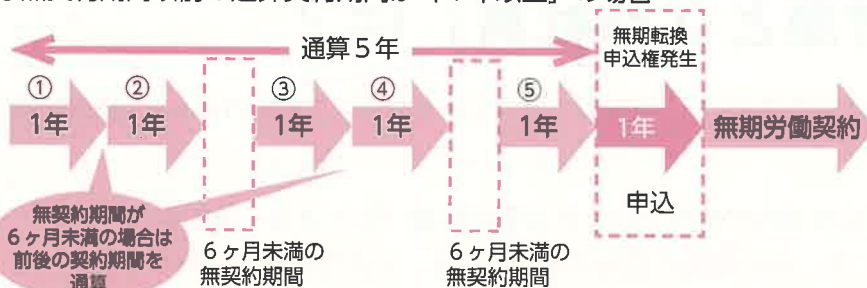 通算5年
無期転換
申込権発生
① ② ③ ④ ⑤
1年 1年 1年 1年 1年 1年 無期労働契約
申込
無契約期間が
6ヶ月未満の場合は
前後の契約期間を
通算
6ヶ月未満の
無契約期間
6ヶ月未満の
無契約期間